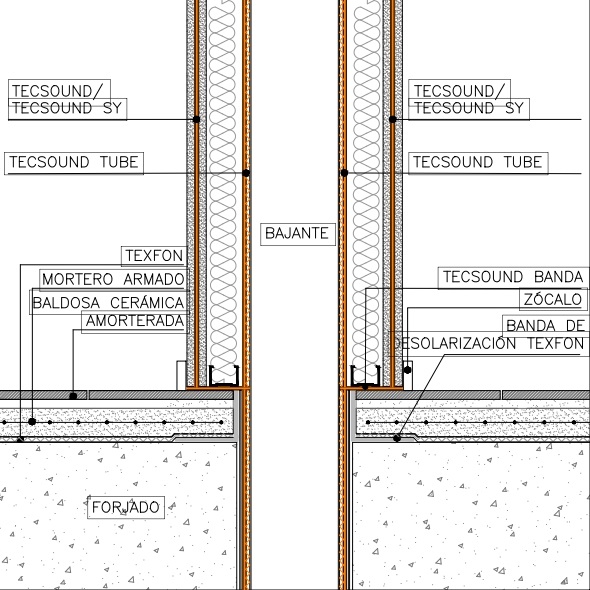 TECSOUND/
TECSOUND SY
TECSOUND/
TECSOUND SY
TECSOUND TUBE
TECSOUND TUBE
BAJANTE
TEXFON
MORTERO ARMADO
BALDOSA CERÁMICA
AMORTERADA
TECSOUND BANDA
ZÓCALO
BANDA DE
DESOLARIZACIÓN TEXFON
FORJADO